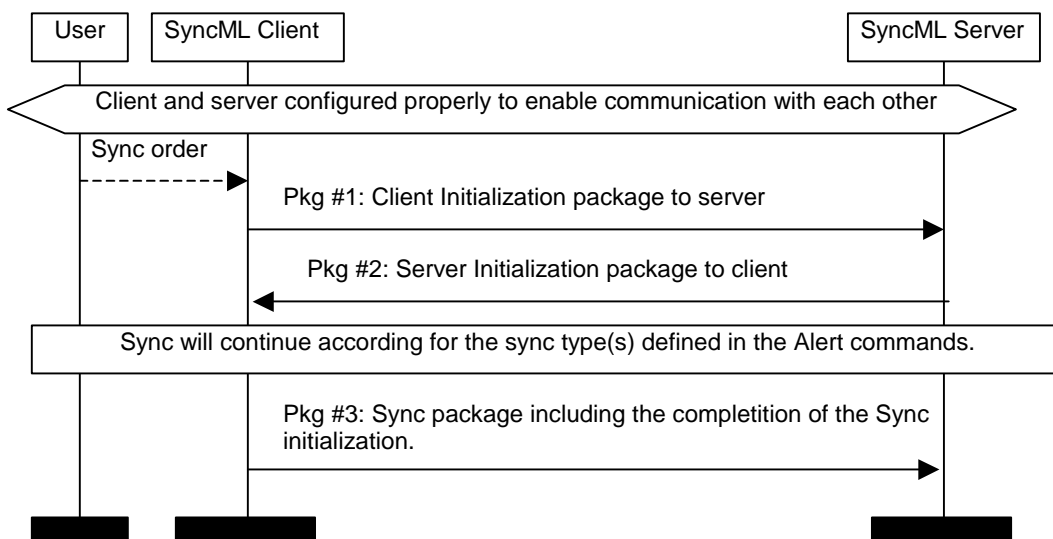 User
SyncML Client
SyncML Server
Client and server configured properly to enable communication with each other
Sync order
Pkg #1: Client Initialization package to server
Pkg #2: Server Initialization package to client
Sync will continue according for the sync type(s) defined in the Alert commands.
Pkg #3: Sync package including the completition of the Sync
initialization.